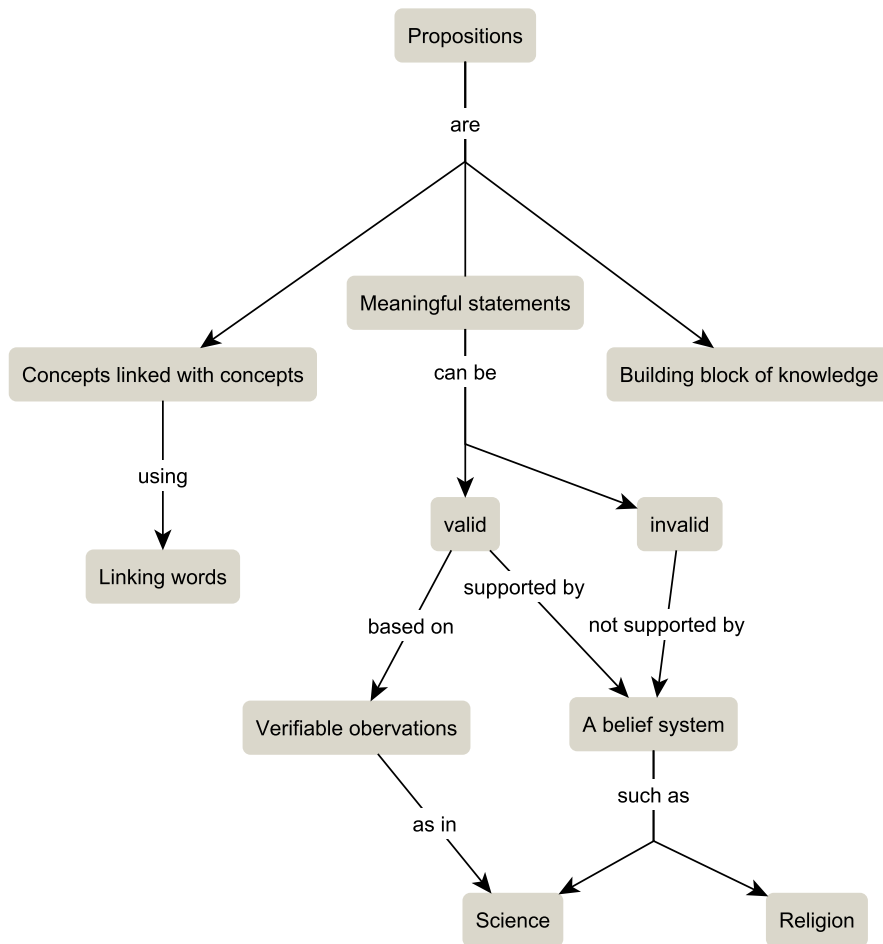 Propositions
are
Meaningful statements
Concepts linked with concepts
can be
Building block of knowledge
using
valid
invalid
Linking words
supported by
based on
not supported by
Verifiable obervations
A belief system
such as
as in
Science
Religion